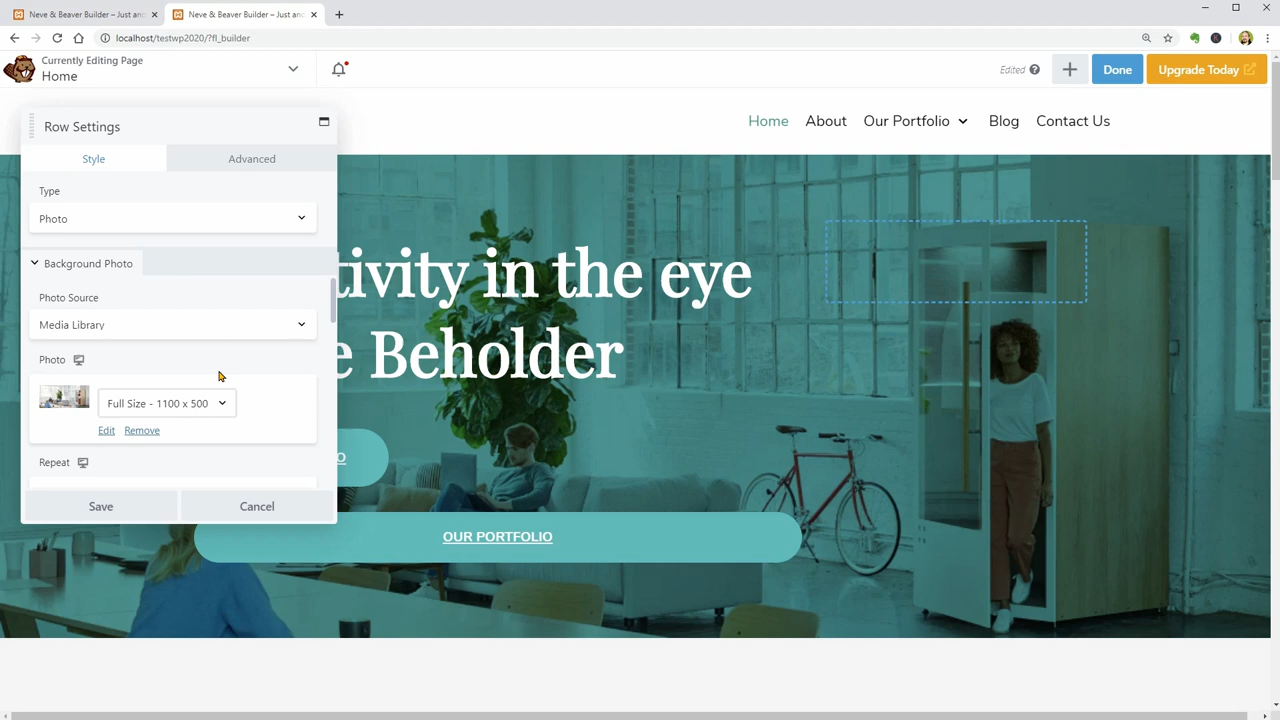 Neve & Beaver Builder – Just anc
Neve & Beaver Builder – Just anc
localhost/testwp2020/?fl_builder
Currently Editing Page
Home
Edited
Done
Upgrade Today
Row Settings
Home
About
Our Portfolio
Blog
Contact Us
Style
Advanced
Type
Photo
Background Photo
Photo Source
Media Library
Photo
Full Size - 1100 x 500
Edit
Remove
Repeat
Save
Cancel
tivity in the eye
e Beholder
O
OUR PORTFOLIO